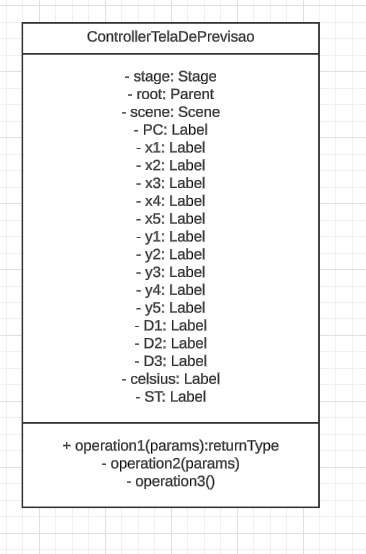 ControllerTelaDePrevisao
- stage: Stage
- root: Parent
- scene: Scene
- PC: Label
- x1: Label
- x2: Label
- x3: Label
- x4: Label
- x5: Label
- y1: Label
- y2: Label
- y3: Label
- y4: Label
- y5: Label
- D1: Label
- D2: Label
- D3: Label
- celsius: Label
- ST: Label
+ operation1(params):returnType
- operation2(params)
- operation3()